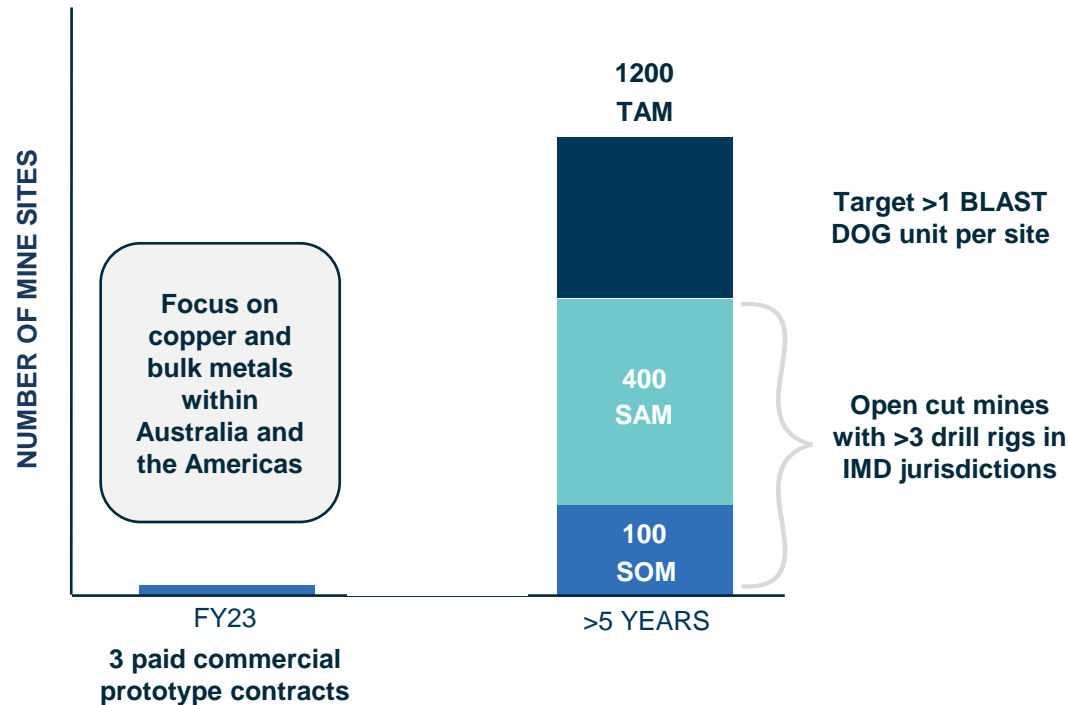 NUMBER OF MINE SITES
Focus on
copper and
bulk metals
within
Australia and
the Americas
FY23
3 paid commercial
prototype contracts
1200
TAM
400
SAM
100
SOM
>5 YEARS
Target >1 BLAST
DOG unit per site
Open cut mines
with >3 drill rigs in
IMD jurisdictions